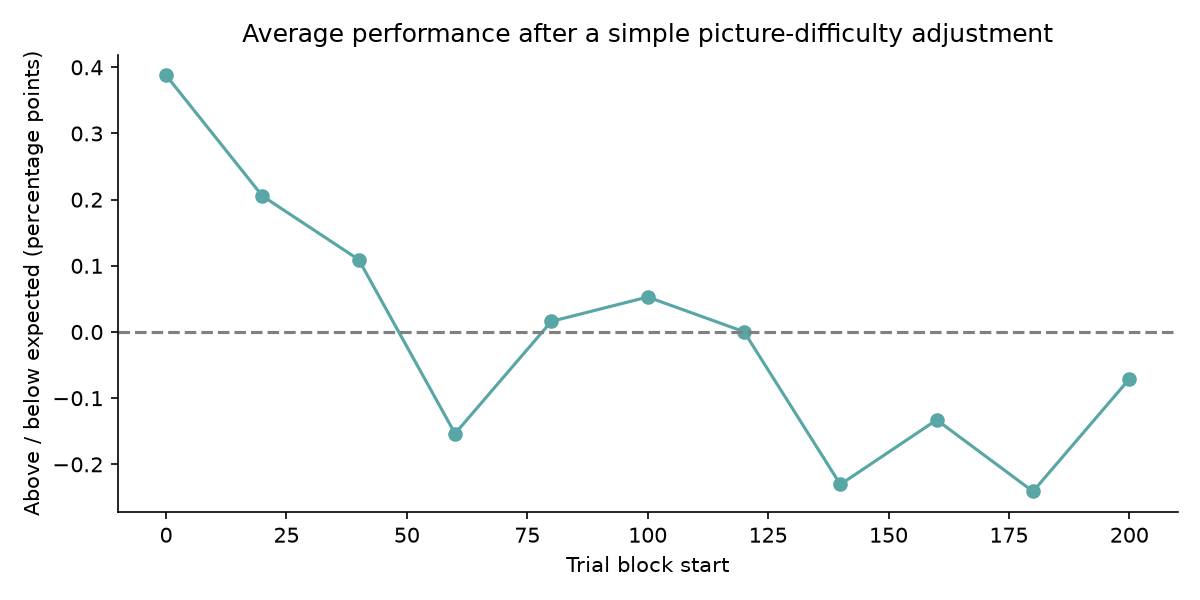 Average performance after a simple picture-difficulty adjustment
Above / below expected (percentage points)
0.4
0.3
0.2
0.1
0.0
−0.1
−0.2
0 25 50 75 100 125 150 175 200
Trial block start